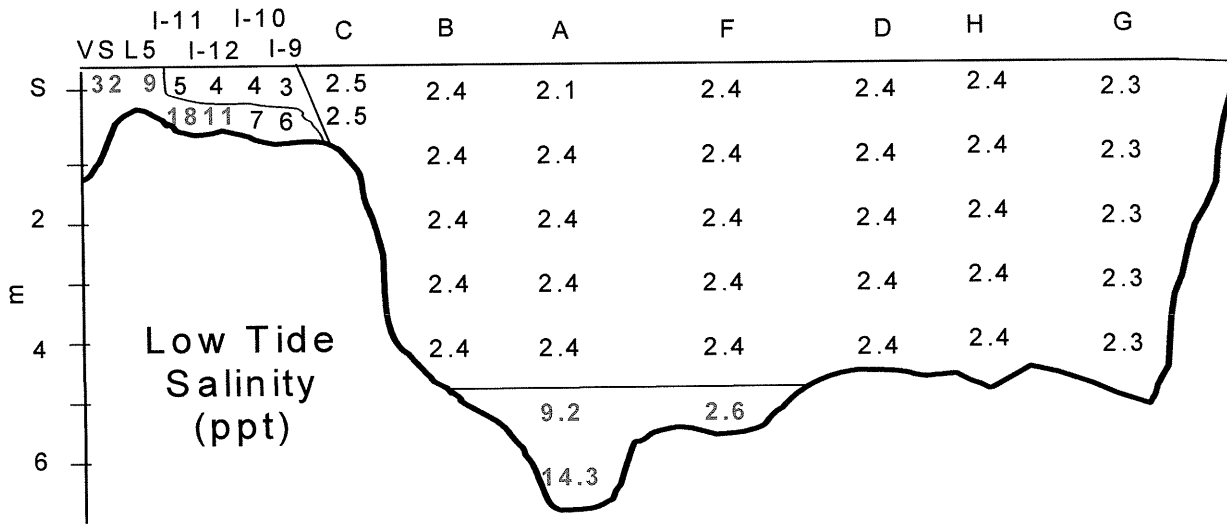 I-11 I-10 C B A F D H G
VS L5 I-12 I-9
S 32 9 5 4 4 3 2.5 2.4 2.1 2.4 2.4 2.4 2.3
18 11 7 6 2.5
2.4 2.4 2.4 2.4 2.4 2.3
2 2.4 2.4 2.4 2.4 2.4 2.3
m 2.4 2.4 2.4 2.4 2.4 2.3
4 2.4 2.4 2.4 2.4 2.4 2.3
Low Tide
Salinity
(ppt)
9.2 2.6
6 14.3